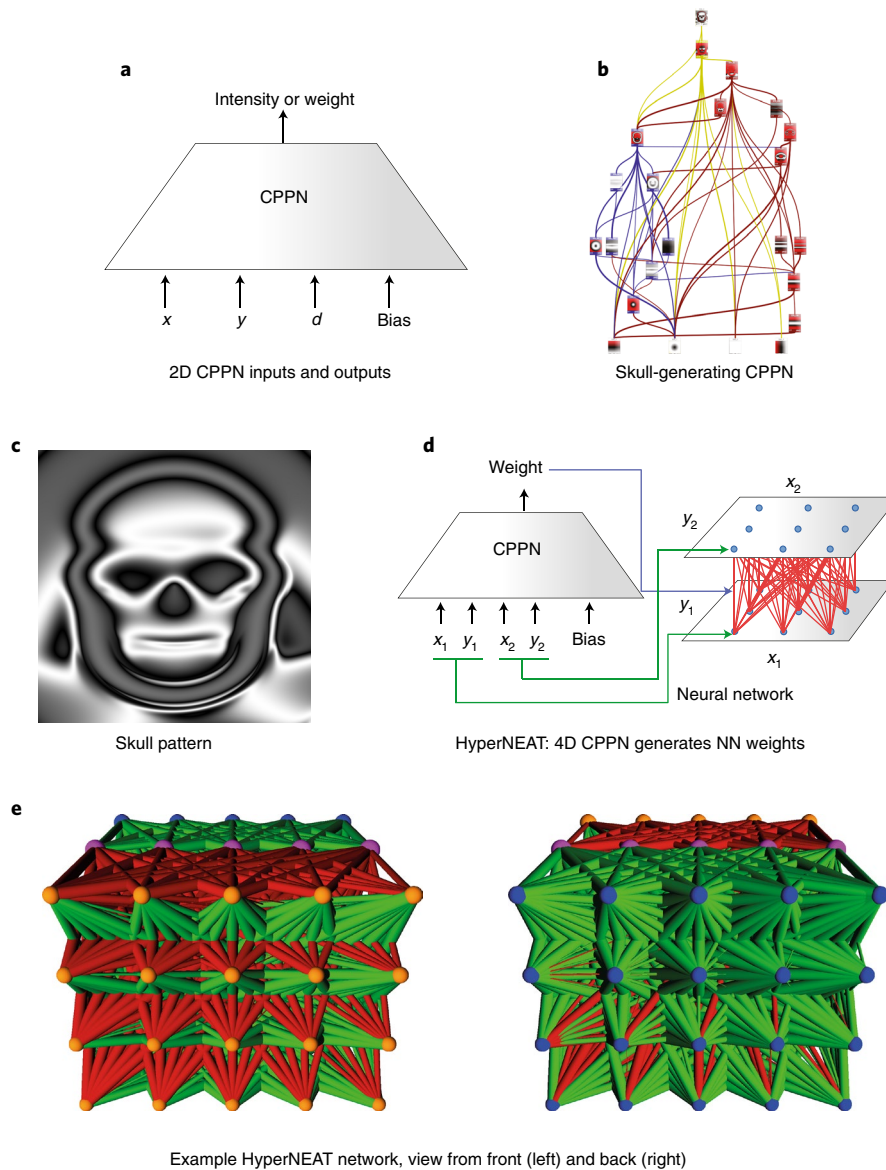 a
Intensity or weight
CPPN
x
y
d
Bias
2D CPPN inputs and outputs
b
Skull-generating CPPN
c
Skull pattern
d
Weight
CPPN
x1
y1
x2
y2
Bias
x2
y2
y1
x1
Neural network
HyperNEAT: 4D CPPN generates NN weights
e
Example HyperNEAT network, view from front (left) and back (right)